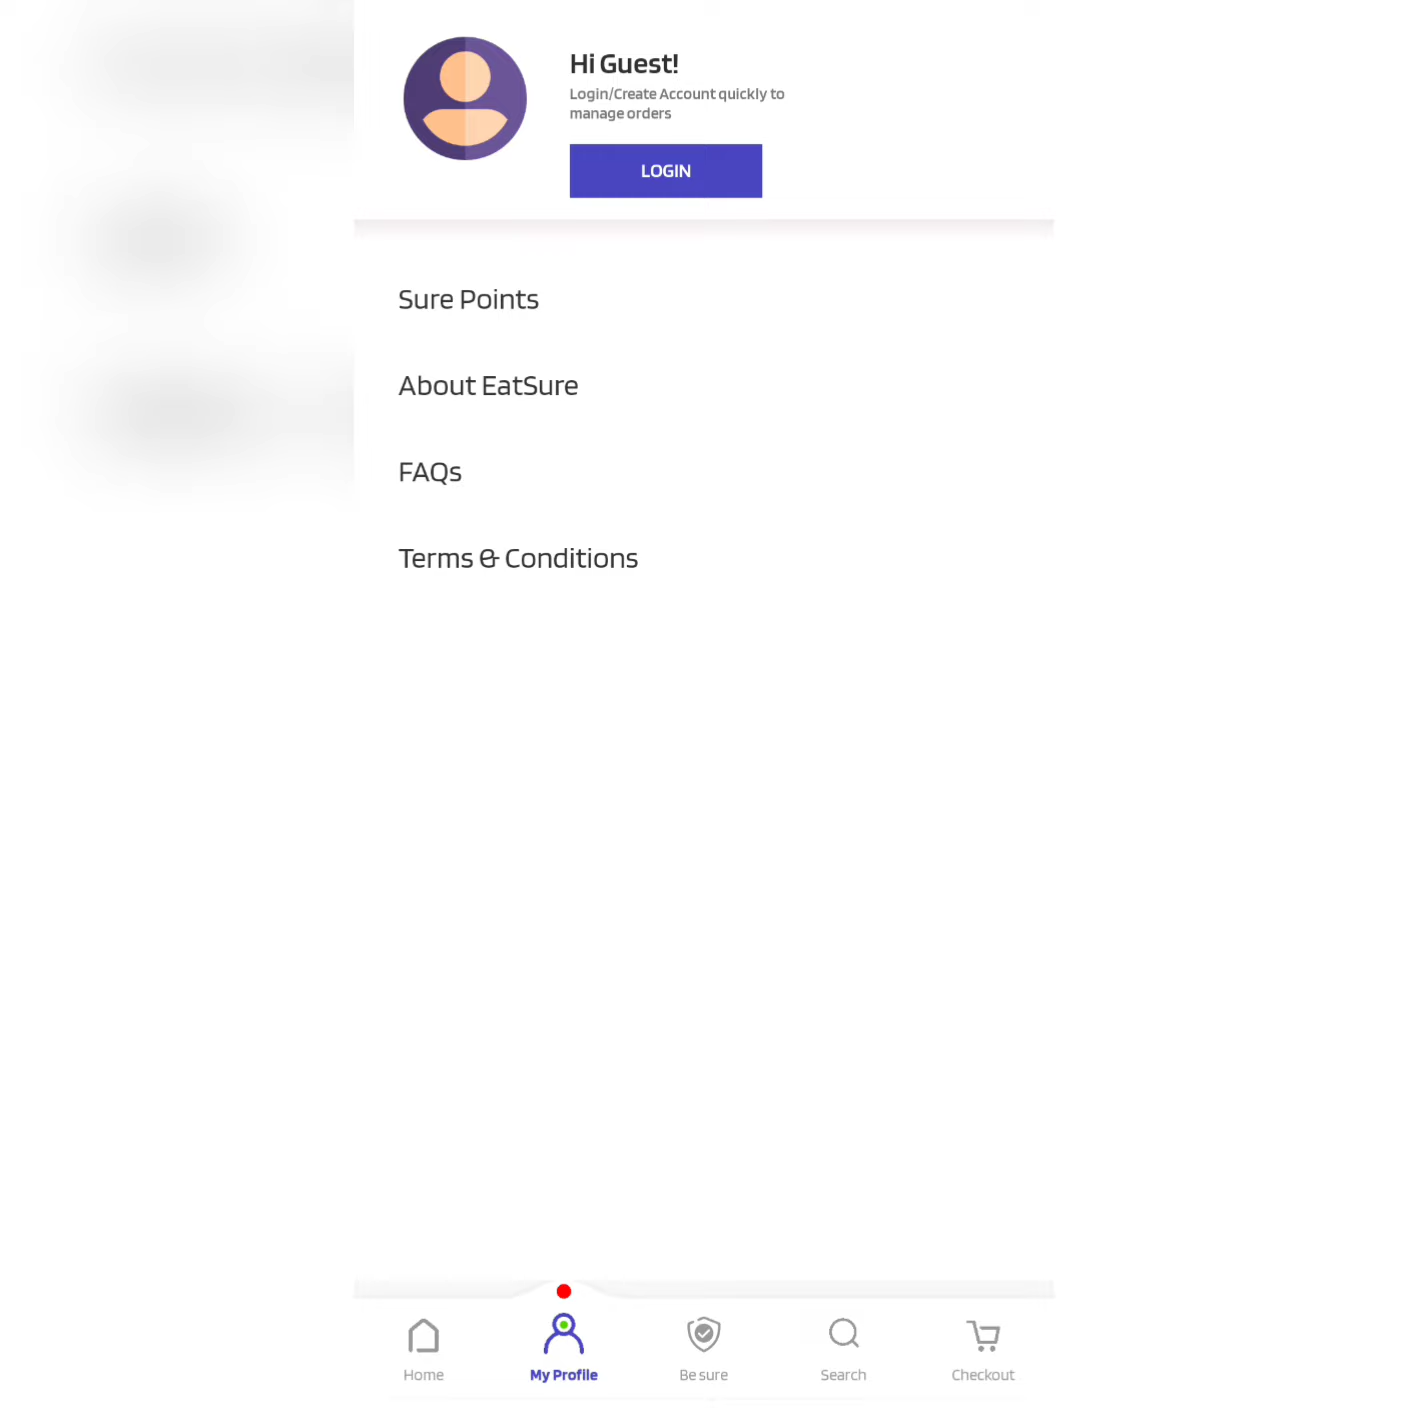 Hi Guest!
Login/Create Account quickly to
manage orders
LOGIN
Sure Points
About EatSure
FAQs
Terms & Conditions
Home
My Profile
Be sure
Search
Checkout